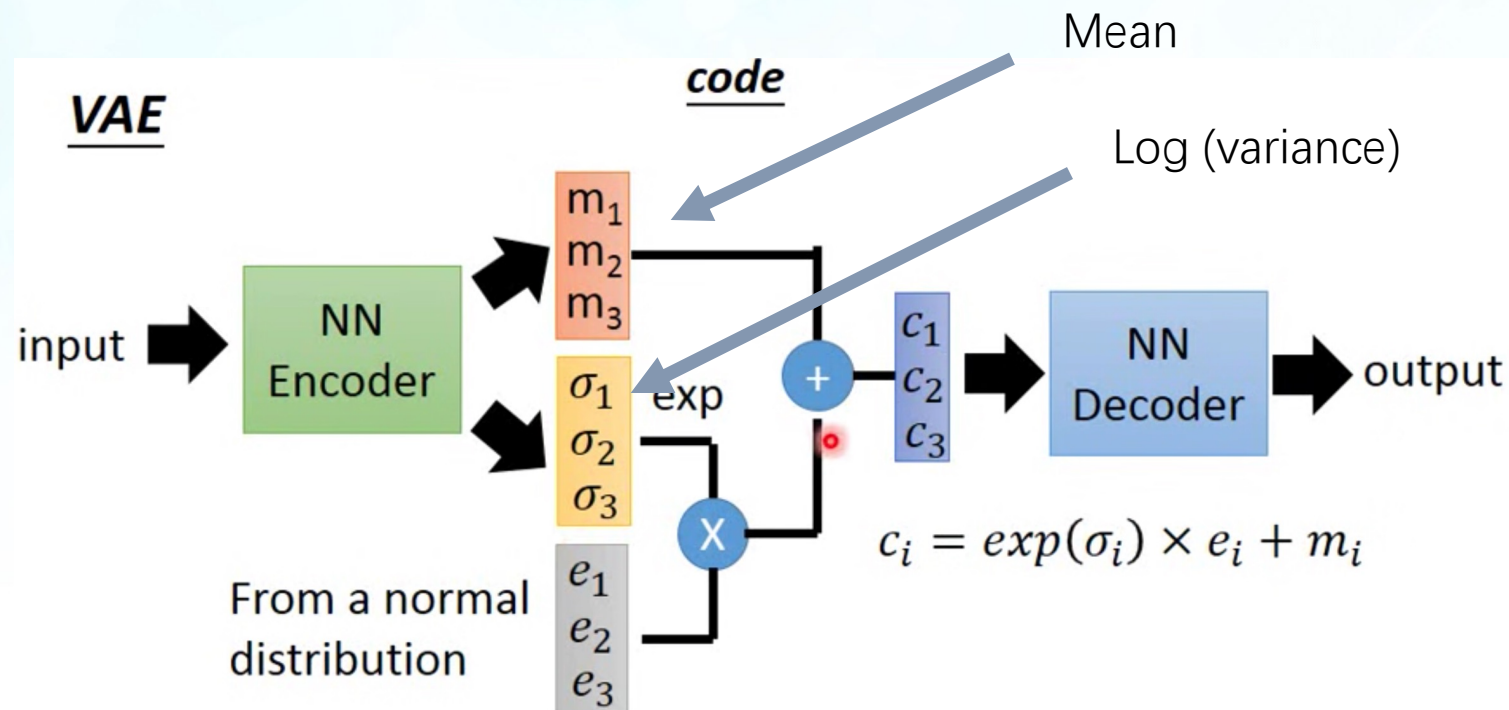 Mean
code
VAE
Log (variance)
m₁
m₂
m₃
input
NN
Encoder
σ₁
σ₂
σ₃
exp
+
c₁
c₂
c₃
NN
Decoder
output
X
cᵢ = exp(σᵢ) × eᵢ + mᵢ
From a normal
distribution
e₁
e₂
e₃